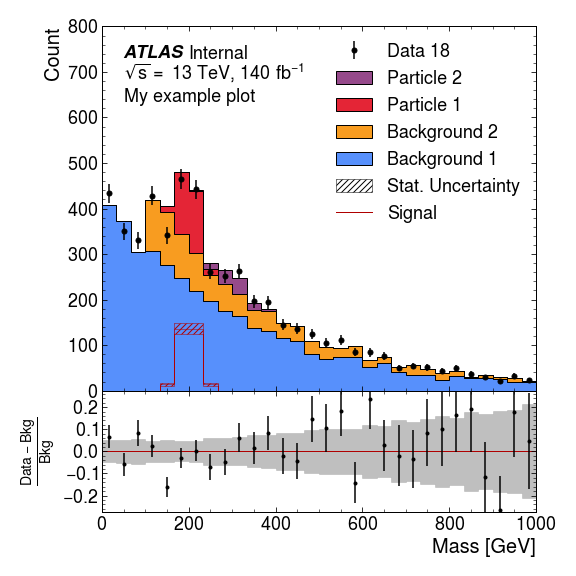 800
700
600
500
400
300
200
100
0
Count
ATLAS Internal
√s = 13 TeV, 140 fb⁻¹
My example plot
Data 18
Particle 2
Particle 1
Background 2
Background 1
Stat. Uncertainty
Signal
0.2
0.1
0.0
−0.1
−0.2
Data − Bkg
Bkg
0 200 400 600 800 1000
Mass [GeV]